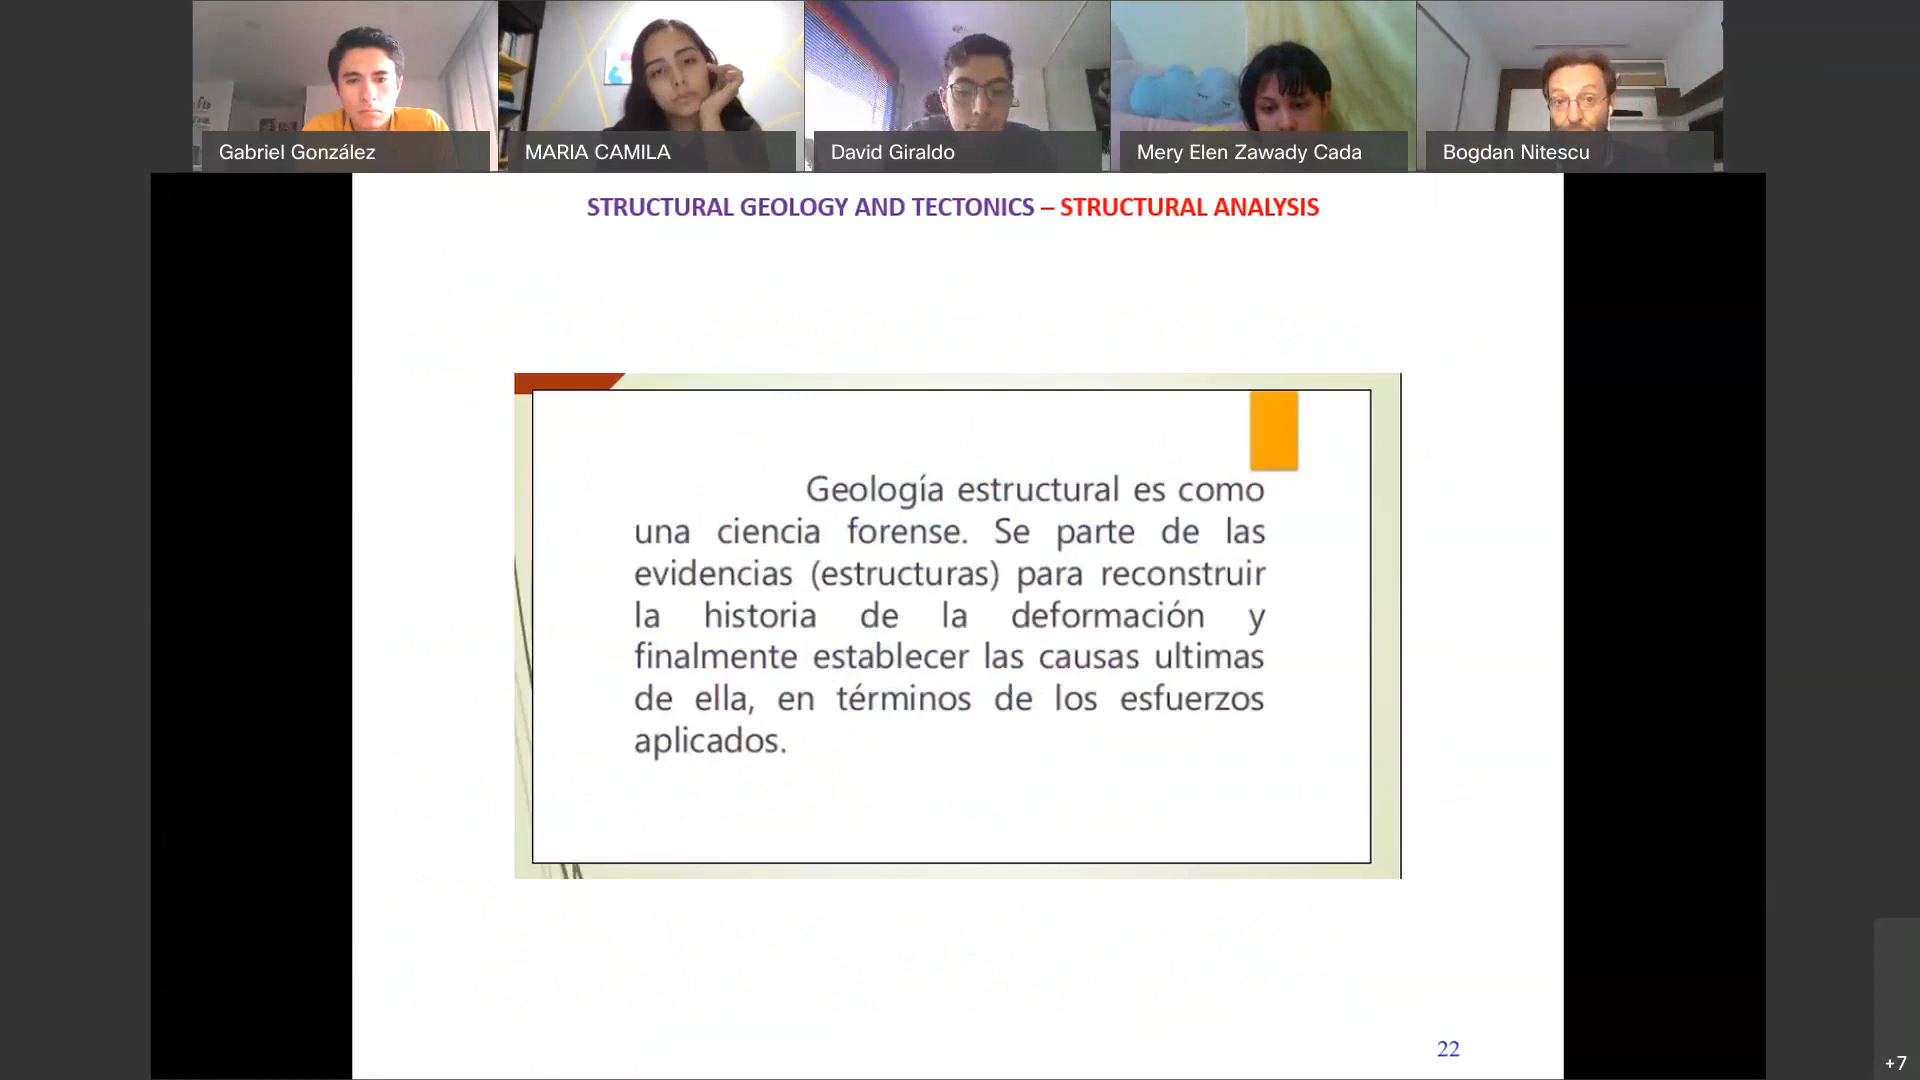 Gabriel González
MARIA CAMILA
David Giraldo
Mery Elen Zawady Cada
Bogdan Nitescu
STRUCTURAL GEOLOGY AND TECTONICS – STRUCTURAL ANALYSIS
Geología estructural es como
una ciencia forense. Se parte de las
evidencias (estructuras) para reconstruir
la historia de la deformación y
finalmente establecer las causas ultimas
de ella, en términos de los esfuerzos
aplicados.
22
+7